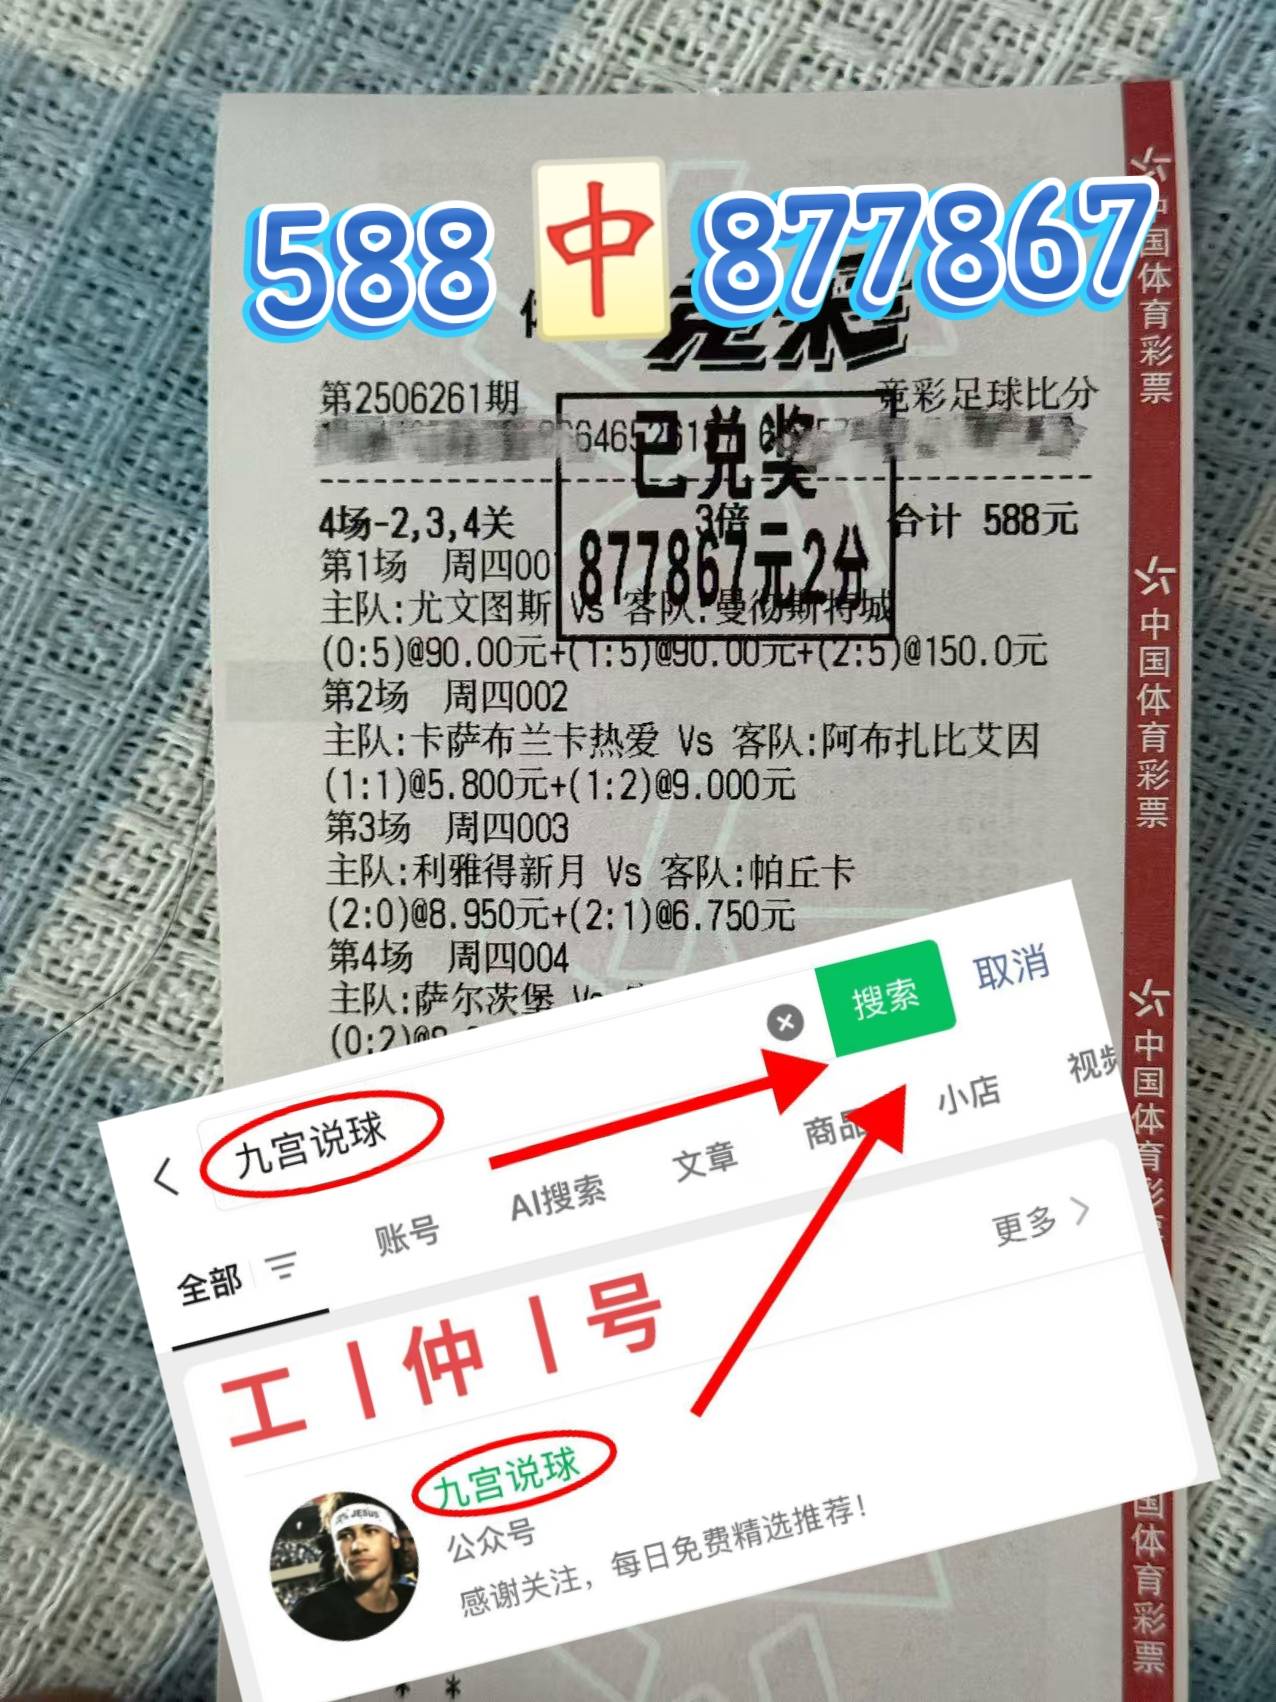 588 中 877867
竞彩
第2506261期
竞彩足球比分
已兑奖
877867元2分
4场-2,3,4关 3倍 合计 588元
第1场 周四001
主队:尤文图斯 Vs 客队:曼彻斯特城
(0:5)@90.00元+(1:5)@90.00元+(2:5)@150.0元
第2场 周四002
主队:卡萨布兰卡热爱 Vs 客队:阿布扎比艾因
(1:1)@5.800元+(1:2)@9.000元
第3场 周四003
主队:利雅得新月 Vs 客队:帕丘卡
(2:0)@8.950元+(2:1)@6.750元
第4场 周四004
主队:萨尔茨堡 Vs
(0:2)@
九宫说球
搜索 取消
全部 账号 AI搜索 文章 商品 小店 视频
更多
工|仲|号
九宫说球
公众号
感谢关注，每日免费精选推荐！
中国体育彩票
中国体育彩票
中国体育彩票
国体育彩票